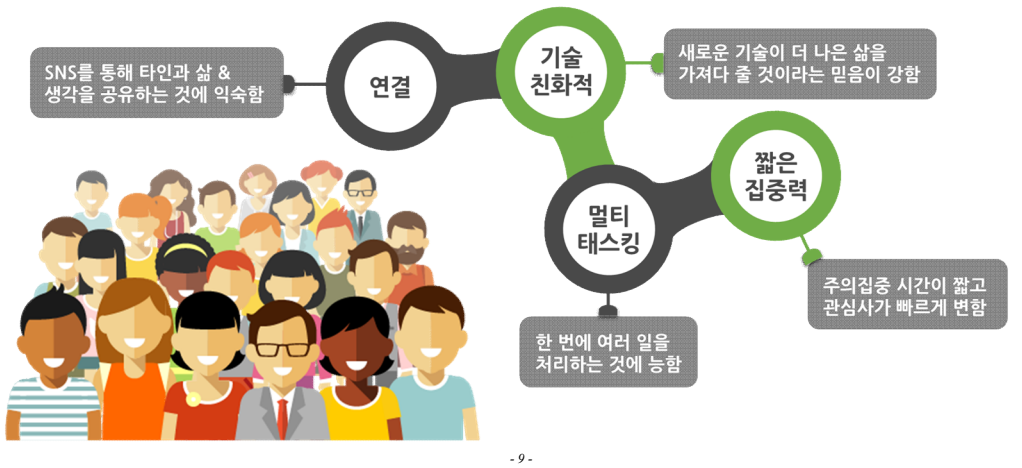 SNS를 통해 타인과 삶 &
생각을 공유하는 것에 익숙함
연결
기술
친화적
새로운 기술이 더 나은 삶을
가져다 줄 것이라는 믿음이 강함
멀티
태스킹
한 번에 여러 일을
처리하는 것에 능함
짧은
집중력
주의집중 시간이 짧고
관심사가 빠르게 변함
- 9 -